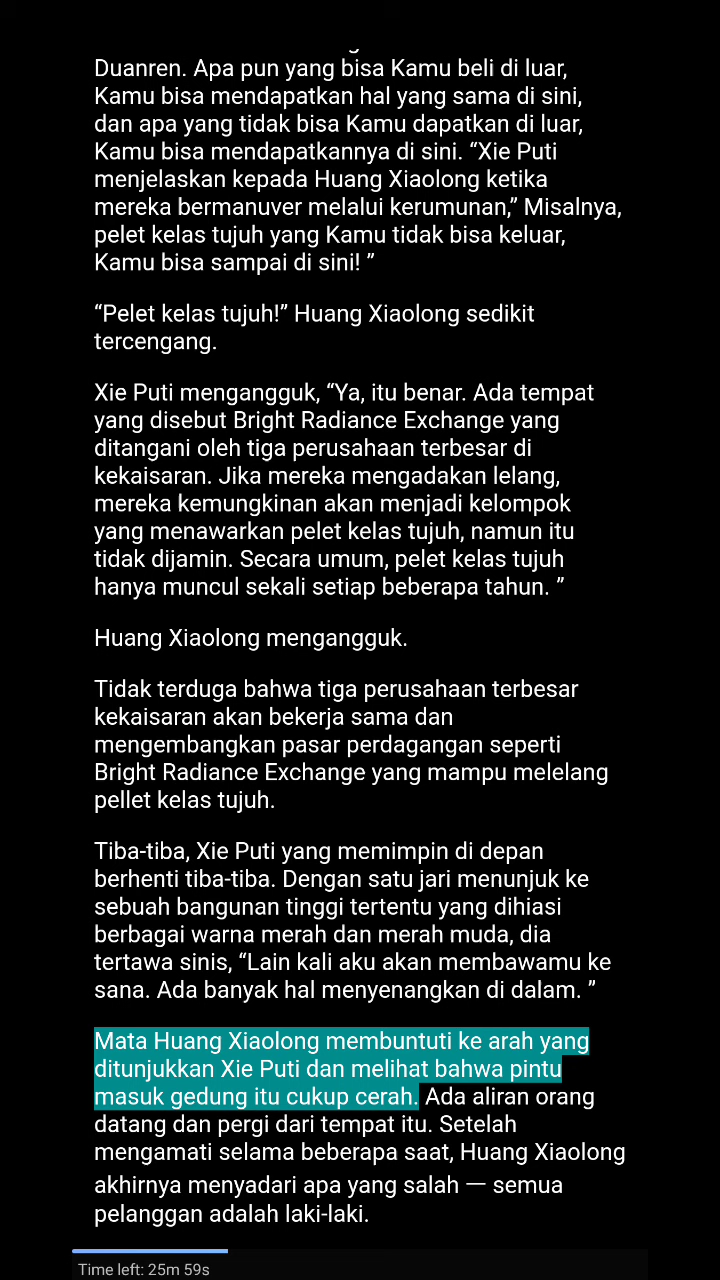 Duanren. Apa pun yang bisa Kamu beli di luar,
Kamu bisa mendapatkan hal yang sama di sini,
dan apa yang tidak bisa Kamu dapatkan di luar,
Kamu bisa mendapatkannya di sini. “Xie Puti
menjelaskan kepada Huang Xiaolong ketika
mereka bermanuver melalui kerumunan,” Misalnya,
pelet kelas tujuh yang Kamu tidak bisa keluar,
Kamu bisa sampai di sini! ”
“Pelet kelas tujuh!” Huang Xiaolong sedikit
tercengang.
Xie Puti mengangguk, “Ya, itu benar. Ada tempat
yang disebut Bright Radiance Exchange yang
ditangani oleh tiga perusahaan terbesar di
kekaisaran. Jika mereka mengadakan lelang,
mereka kemungkinan akan menjadi kelompok
yang menawarkan pelet kelas tujuh, namun itu
tidak dijamin. Secara umum, pelet kelas tujuh
hanya muncul sekali setiap beberapa tahun. ”
Huang Xiaolong mengangguk.
Tidak terduga bahwa tiga perusahaan terbesar
kekaisaran akan bekerja sama dan
mengembangkan pasar perdagangan seperti
Bright Radiance Exchange yang mampu melelang
pellet kelas tujuh.
Tiba-tiba, Xie Puti yang memimpin di depan
berhenti tiba-tiba. Dengan satu jari menunjuk ke
sebuah bangunan tinggi tertentu yang dihiasi
berbagai warna merah dan merah muda, dia
tertawa sinis, “Lain kali aku akan membawamu ke
sana. Ada banyak hal menyenangkan di dalam. ”
Mata Huang Xiaolong membuntuti ke arah yang
ditunjukkan Xie Puti dan melihat bahwa pintu
masuk gedung itu cukup cerah. Ada aliran orang
datang dan pergi dari tempat itu. Setelah
mengamati selama beberapa saat, Huang Xiaolong
akhirnya menyadari apa yang salah — semua
pelanggan adalah laki-laki.
Time left: 25m 59s